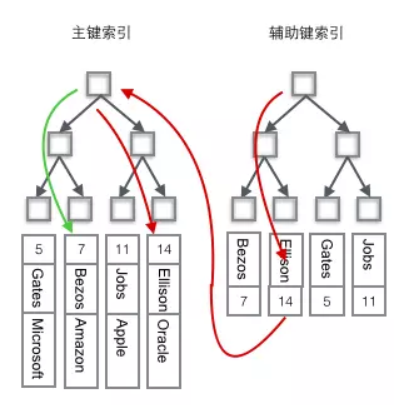 主键索引
辅助键索引
5
7
11
14
Gates
Bezos
Jobs
Ellison
Microsoft
Amazon
Apple
Oracle
Bezos
Ellison
Gates
Jobs
7
14
5
11